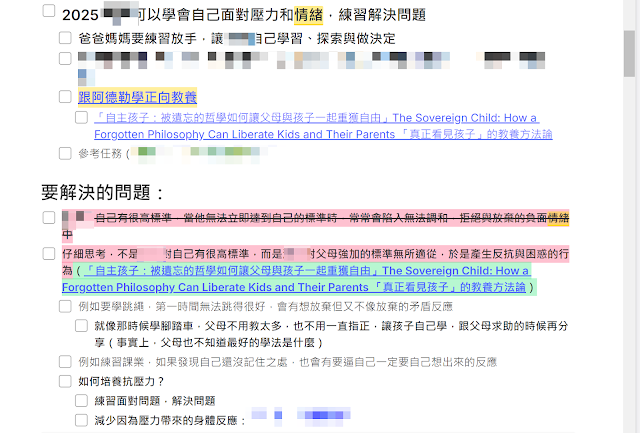 2025 可以學會自己面對壓力和情緒，練習解決問題
爸爸媽媽要練習放手，讓 自己學習、探索與做決定
跟阿德勒學正向教養
「自主孩子：被遺忘的哲學如何讓父母與孩子一起重獲自由」The Sovereign Child: How a
Forgotten Philosophy Can Liberate Kids and Their Parents 「真正看見孩子」的教養方法論
參考任務（
要解決的問題：
自己有很高標準，當他無法立即達到自己的標準時，常常會陷入無法調和，拒絕與放棄的負面情緒
中
仔細思考，不是 對自己有很高標準，而是 對父母強加的標準無所適從，於是產生反抗與困惑的行
為（「自主孩子：被遺忘的哲學如何讓父母與孩子一起重獲自由」The Sovereign Child: How a
Forgotten Philosophy Can Liberate Kids and Their Parents 「真正看見孩子」的教養方法論）
例如要學跳繩，第一時間無法跳得很好，會有想放棄但又不像放棄的矛盾反應
就像那時候學腳踏車，父母不用教太多，也不用一直指正，讓孩子自己學，跟父母求助的時候再分
享（事實上，父母也不知道最好的學法是什麼）
例如練習課業，如果發現自己還沒記住之處，也會有要逼自己一定要自己想出來的反應
如何培養抗壓力？
練習面對問題，解決問題
減少因為壓力帶來的身體反應：